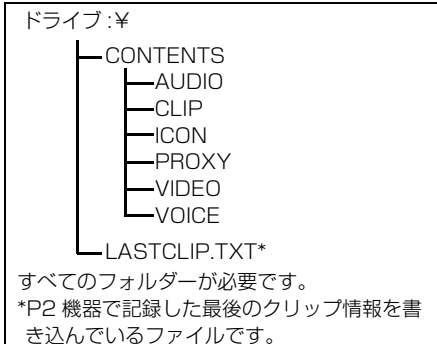 ドライブ:¥
CONTENTS
AUDIO
CLIP
ICON
PROXY
VIDEO
VOICE
LASTCLIP.TXT*
すべてのフォルダーが必要です。
*P2 機器で記録した最後のクリップ情報を書
き込んでいるファイルです。